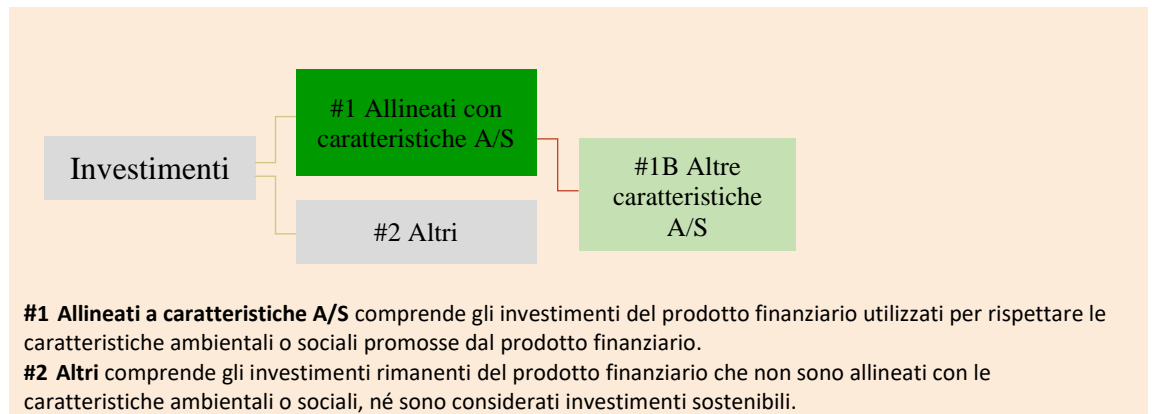 #1 Allineati con
caratteristiche A/S
Investimenti
#1B Altre
caratteristiche
A/S
#2 Altri
#1 Allineati a caratteristiche A/S comprende gli investimenti del prodotto finanziario utilizzati per rispettare le
caratteristiche ambientali o sociali promosse dal prodotto finanziario.
#2 Altri comprende gli investimenti rimanenti del prodotto finanziario che non sono allineati con le
caratteristiche ambientali o sociali, né sono considerati investimenti sostenibili.